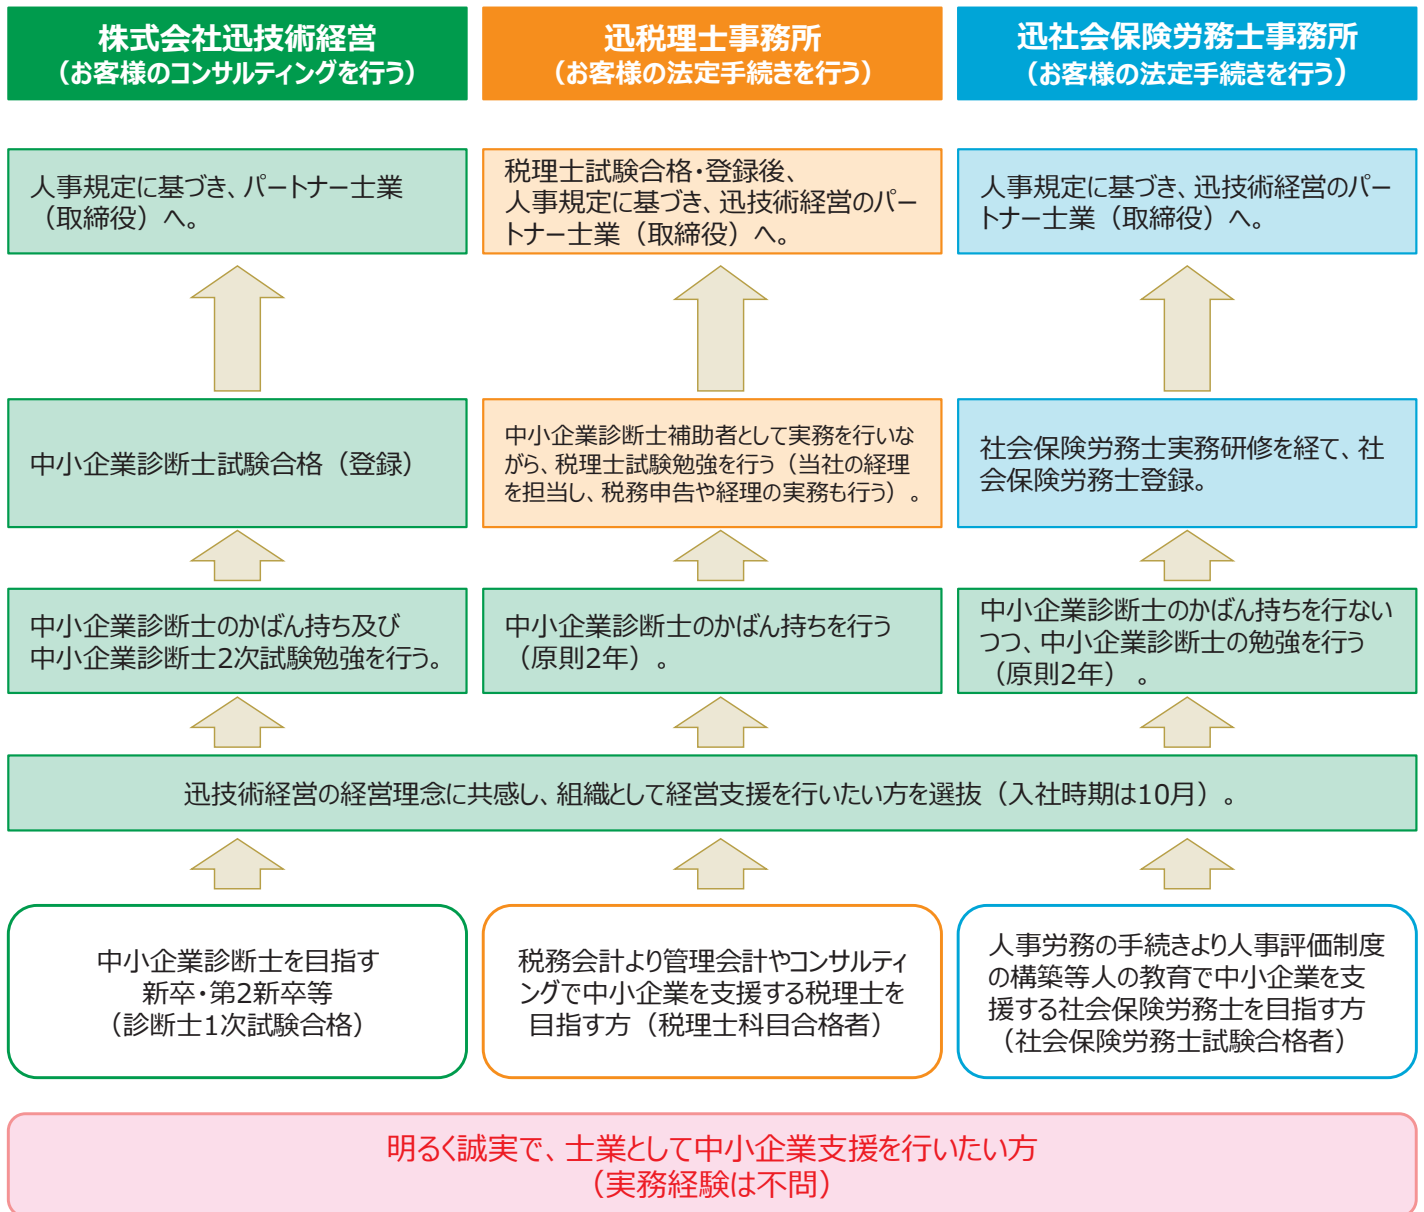 株式会社迅技術経営
（お客様のコンサルティングを行う）
迅税理士事務所
（お客様の法定手続きを行う）
迅社会保険労務士事務所
（お客様の法定手続きを行う）
人事規定に基づき、パートナー士業
（取締役）へ。
税理士試験合格・登録後、
人事規定に基づき、迅技術経営のパー
トナー士業（取締役）へ。
人事規定に基づき、迅技術経営のパー
トナー士業（取締役）へ。
中小企業診断士試験合格（登録）
中小企業診断士補助者として実務を行いな
がら、税理士試験勉強を行う（当社の経理
を担当し、税務申告や経理の実務も行う）。
社会保険労務士実務研修を経て、社
会保険労務士登録。
中小企業診断士のかばん持ち及び
中小企業診断士2次試験勉強を行う。
中小企業診断士のかばん持ちを行う
（原則2年）。
中小企業診断士のかばん持ちを行ない
つつ、中小企業診断士の勉強を行う
（原則2年）。
迅技術経営の経営理念に共感し、組織として経営支援を行いたい方を選抜（入社時期は10月）。
中小企業診断士を目指す
新卒・第2新卒等
（診断士1次試験合格）
税務会計より管理会計やコンサルティ
ングで中小企業を支援する税理士を
目指す方（税理士科目合格者）
人事労務の手続きより人事評価制度
の構築等人の教育で中小企業を支
援する社会保険労務士を目指す方
（社会保険労務士試験合格者）
明るく誠実で、士業として中小企業支援を行いたい方
（実務経験は不問）